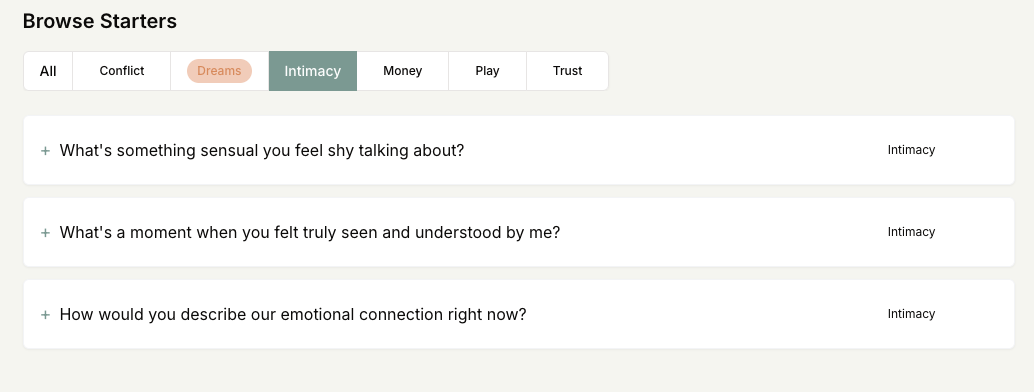 Browse Starters
All Conflict Dreams Intimacy Money Play Trust
+ What's something sensual you feel shy talking about? Intimacy
+ What's a moment when you felt truly seen and understood by me? Intimacy
+ How would you describe our emotional connection right now? Intimacy